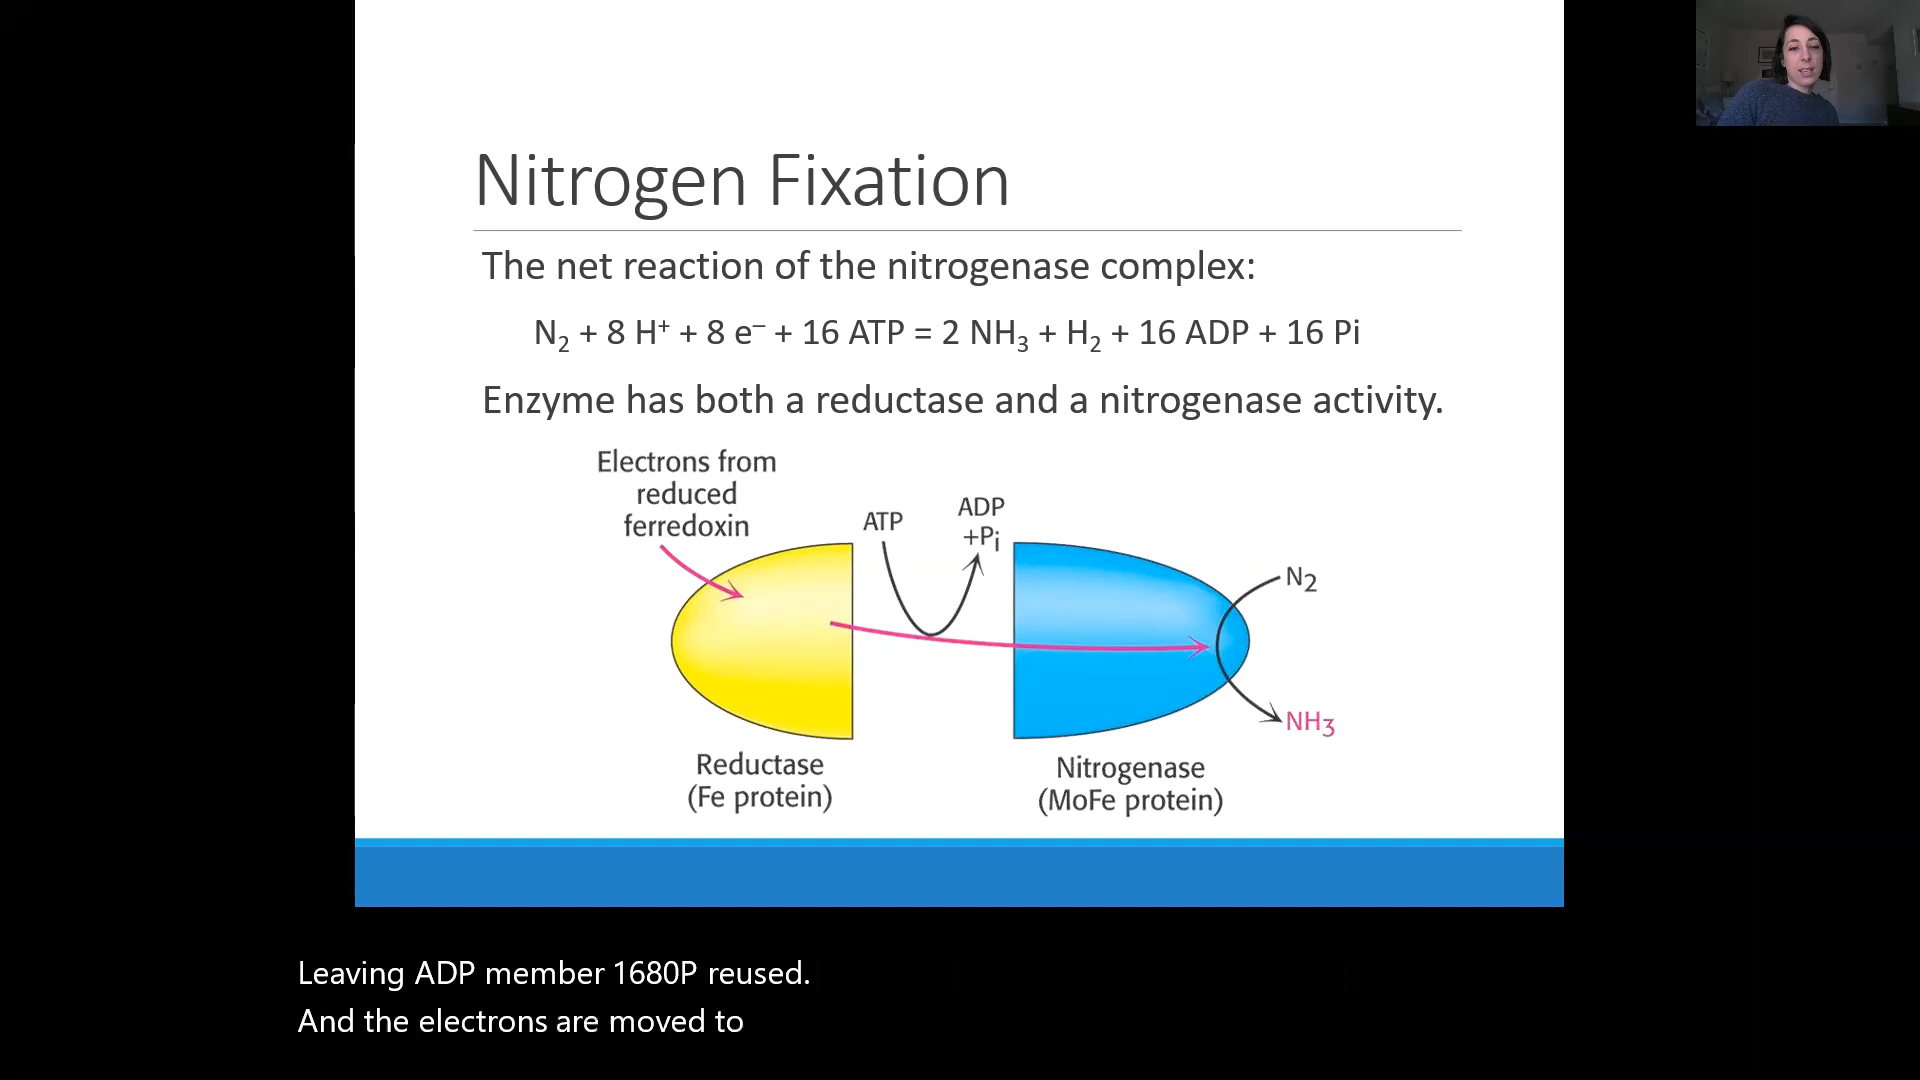 Nitrogen Fixation
The net reaction of the nitrogenase complex:
N₂ + 8 H⁺ + 8 e⁻ + 16 ATP = 2 NH₃ + H₂ + 16 ADP + 16 Pi
Enzyme has both a reductase and a nitrogenase activity.
Electrons from
reduced
ferredoxin
ATP
ADP
+Pi
N₂
NH₃
Reductase
(Fe protein)
Nitrogenase
(MoFe protein)
Leaving ADP member 1680P reused.
And the electrons are moved to